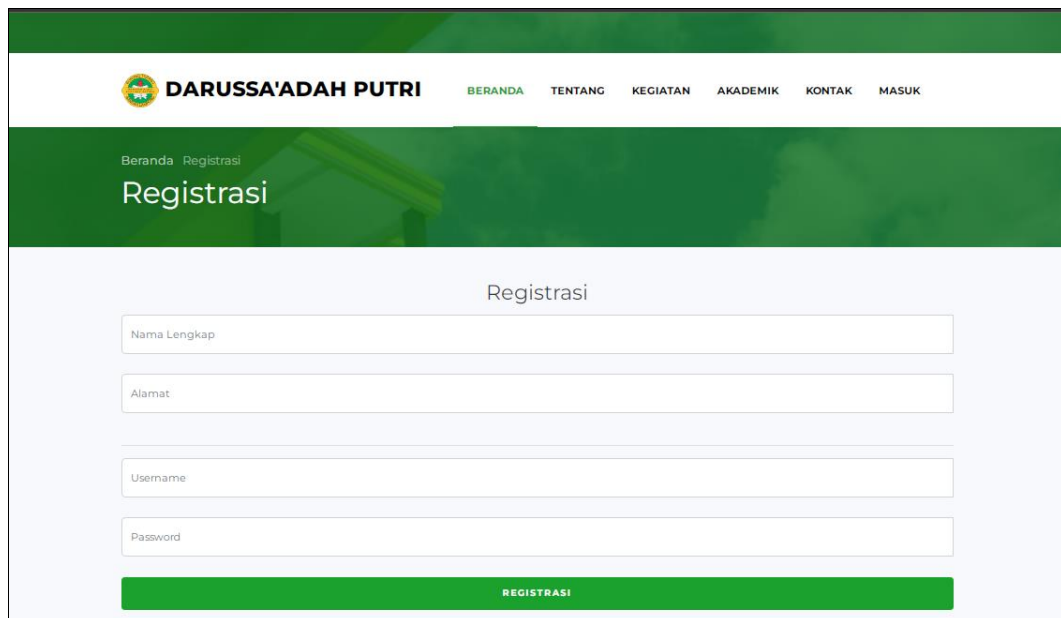 DARUSSA'ADAH PUTRI
BERANDA TENTANG KEGIATAN AKADEMIK KONTAK MASUK
Beranda Registrasi
Registrasi
Registrasi
Nama Lengkap
Alamat
Username
Password
REGISTRASI